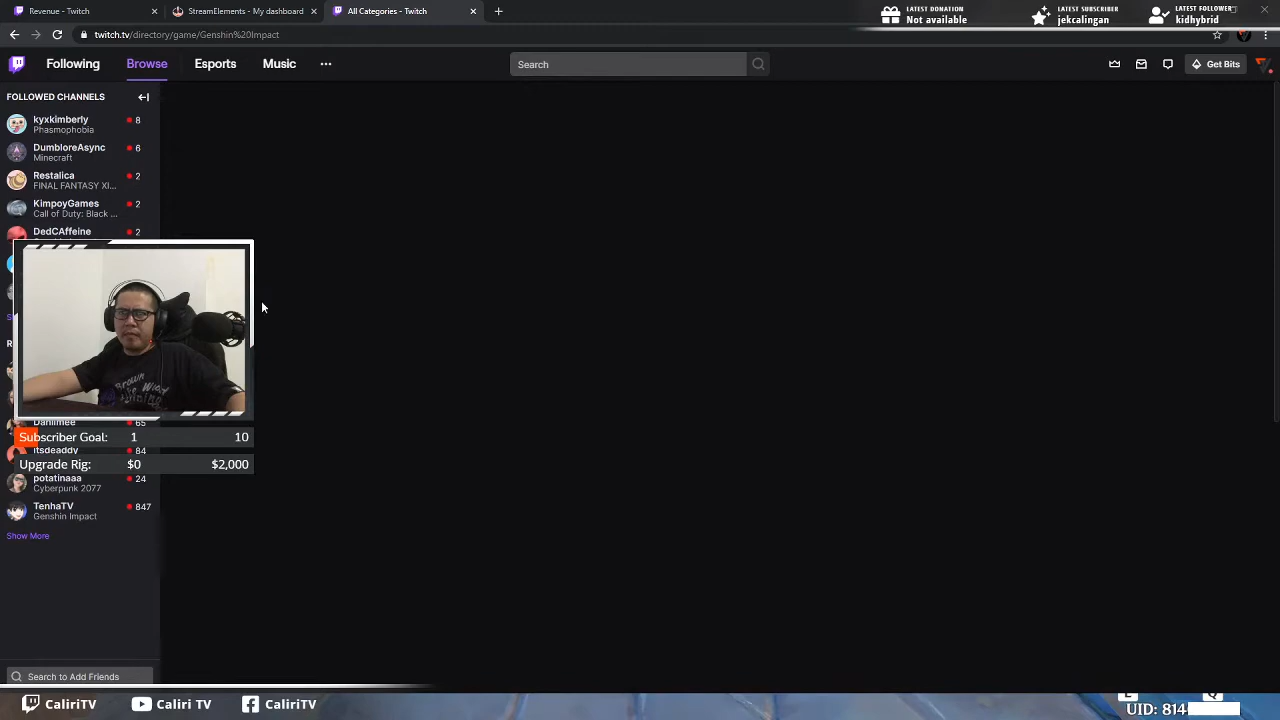 Revenue - Twitch
StreamElements - My dashboard
All Categories - Twitch
LATEST DONATION
Not available
LATEST SUBSCRIBER
jekcalingan
LATEST FOLLOWER
kidhybrid
twitch.tv/directory/game/Genshin%20Impact
Following
Browse
Esports
Music
Search
Get Bits
FOLLOWED CHANNELS
kyxkimberly
8
Phasmophobia
DumbloreAsync
6
Minecraft
Restalica
2
FINAL FANTASY XI...
KimpoyGames
2
Call of Duty: Black ...
DedCAffeine
2
65
Subscriber Goal: 1 10
itsdeaddy
84
Upgrade Rig: $0 $2,000
potatinaaa
24
Cyberpunk 2077
TenhaTV
847
Genshin Impact
Show More
Search to Add Friends
CaliriTV
Caliri TV
CaliriTV
UID: 814